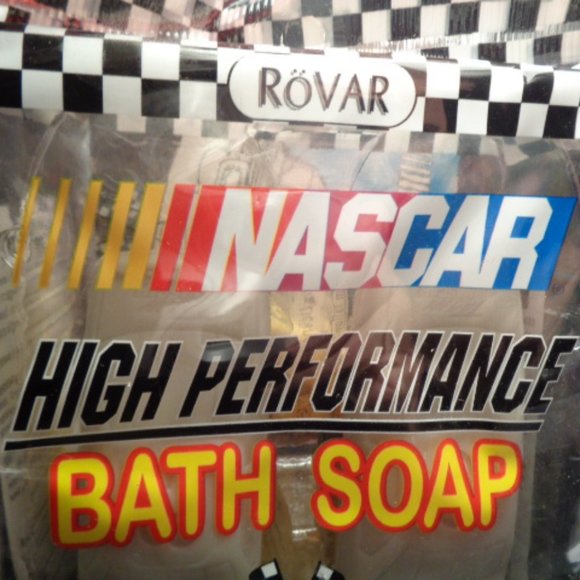 RöVAR
NASCAR
HIGH PERFORMANCE
BATH SOAP